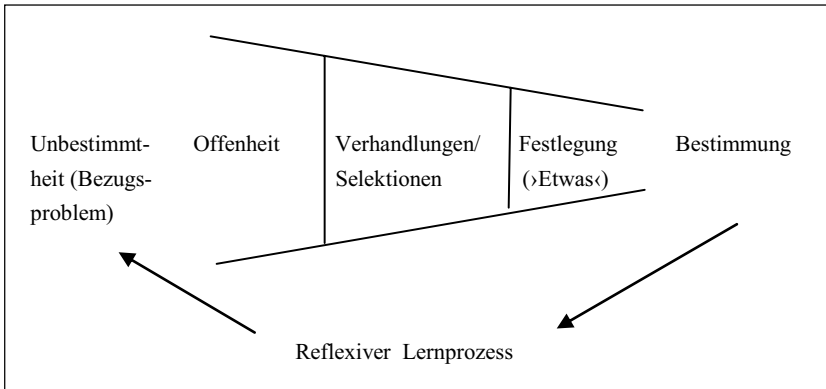 Unbestimmt-
heit (Bezugs-
problem)
Offenheit
Verhandlungen/
Selektionen
Festlegung
(›Etwas‹)
Bestimmung
Reflexiver Lernprozess